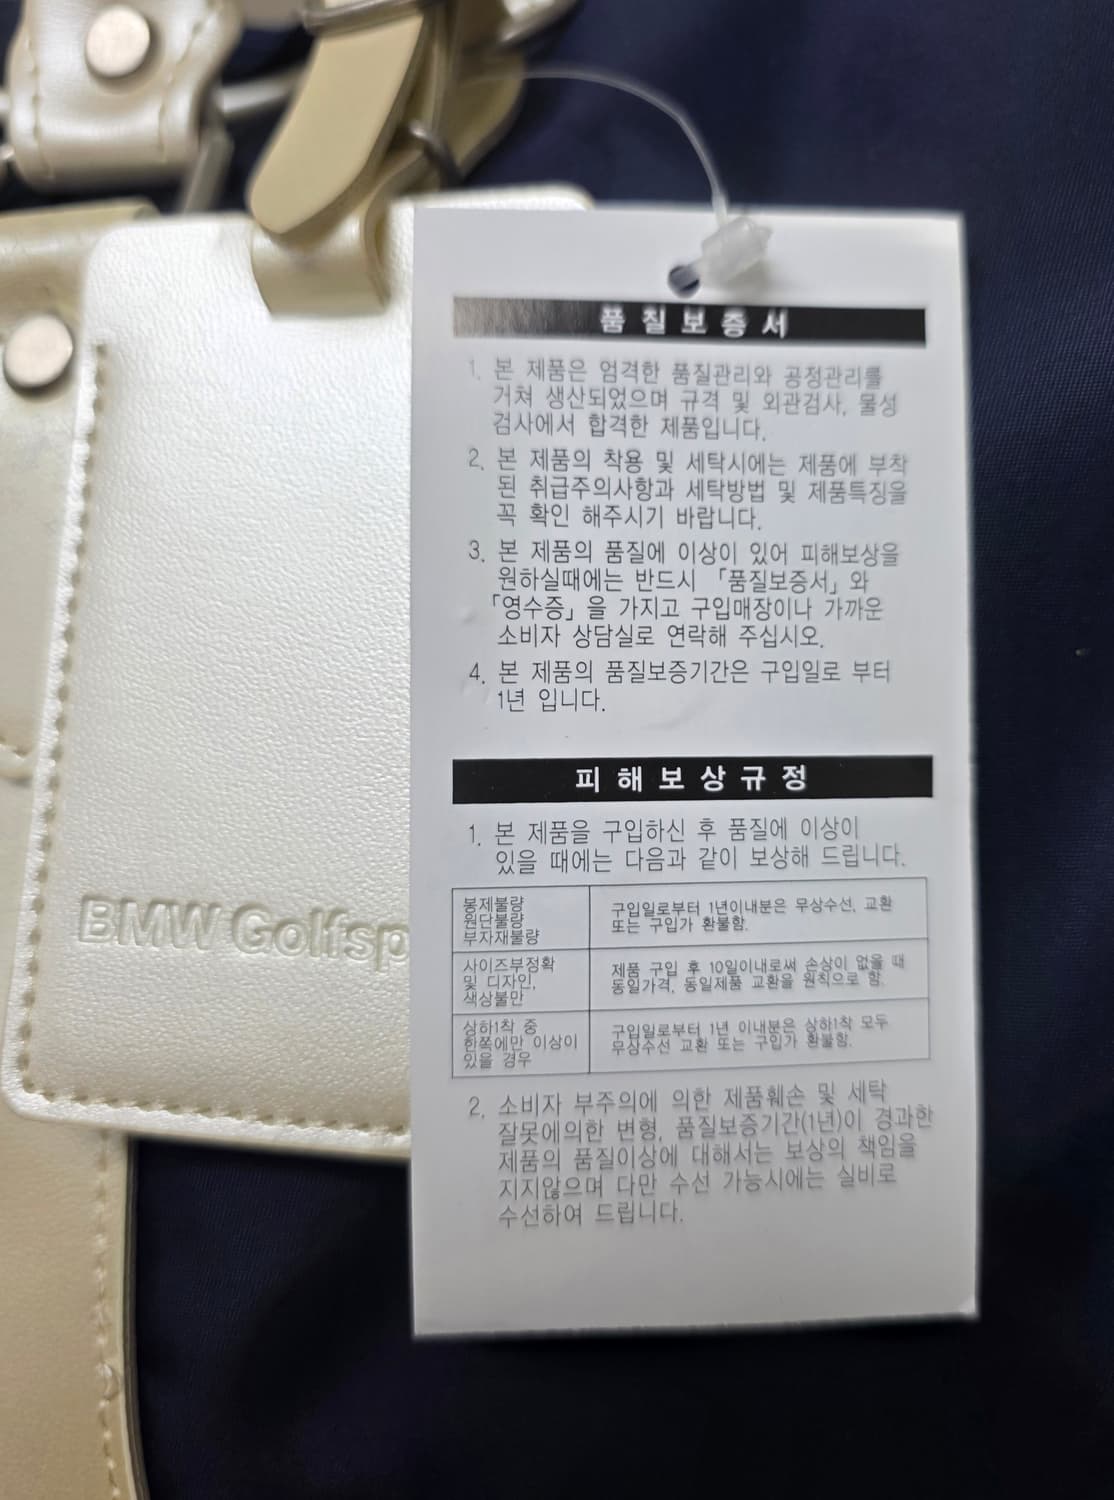 품질보증서
1. 본 제품은 엄격한 품질관리와 공정관리를
거쳐 생산되었으며 규격 및 외관검사, 물성
검사에서 합격한 제품입니다.
2. 본 제품의 착용 및 세탁시에는 제품에 부착
된 취급주의사항과 세탁방법 및 제품특징을
꼭 확인 해주시기 바랍니다.
3. 본 제품의 품질에 이상이 있어 피해보상을
원하실때에는 반드시 「품질보증서」와
「영수증」을 가지고 구입매장이나 가까운
소비자 상담실로 연락해 주십시오.
4. 본 제품의 품질보증기간은 구입일로 부터
1년 입니다.
피해보상규정
1. 본 제품을 구입하신 후 품질에 이상이
있을 때에는 다음과 같이 보상해 드립니다.
봉제불량
원단불량
부자재불량
구입일로부터 1년이내분은 무상수선, 교환
또는 구입가 환불함.
사이즈부정확
및 디자인,
색상불만
제품 구입 후 10일이내로써 손상이 없을 때
동일가격, 동일제품 교환을 원칙으로 함.
상하1착 중
한쪽에만 이상이
있을 경우
구입일로부터 1년 이내분은 상하1착 모두
무상수선 교환 또는 구입가 환불함.
2. 소비자 부주의에 의한 제품훼손 및 세탁
잘못에의한 변형, 품질보증기간(1년)이 경과한
제품의 품질이상에 대해서는 보상의 책임을
지지않으며 다만 수선 가능시에는 실비로
수선하여 드립니다.
BMW Golfsp